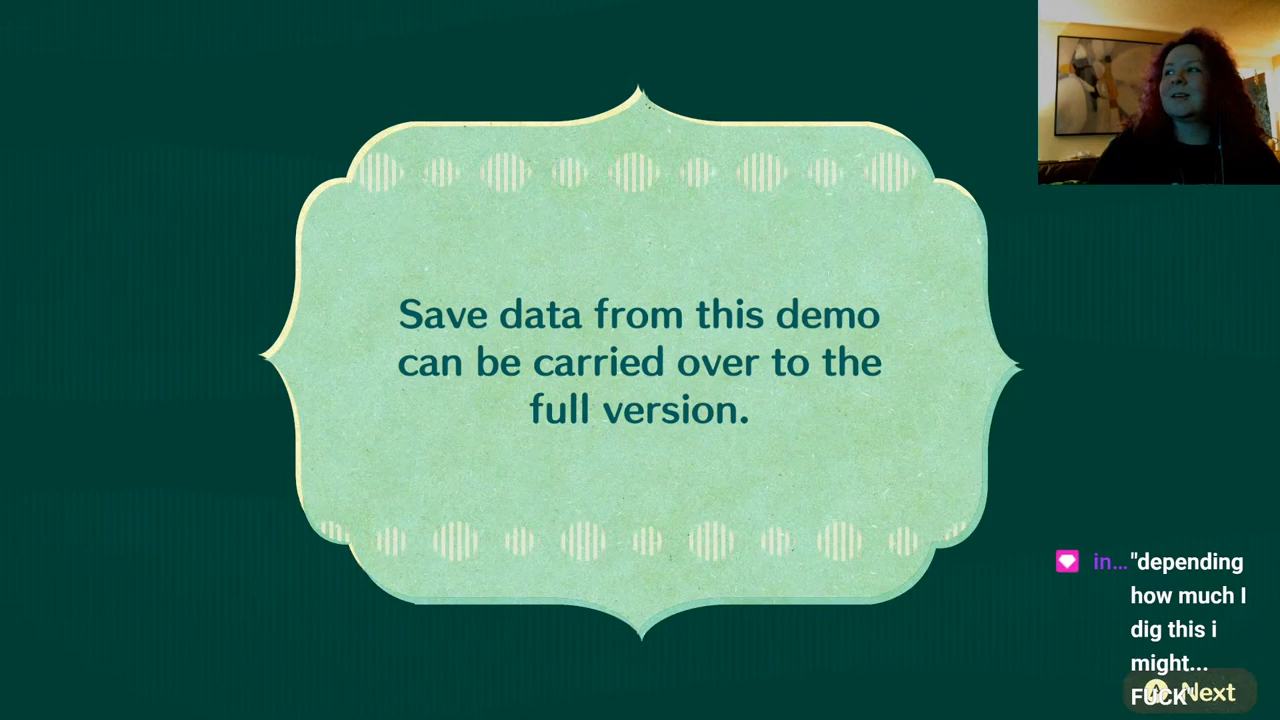 Save data from this demo
can be carried over to the
full version.
in... "depending
how much I
dig this i
might...
FUCK"
Next